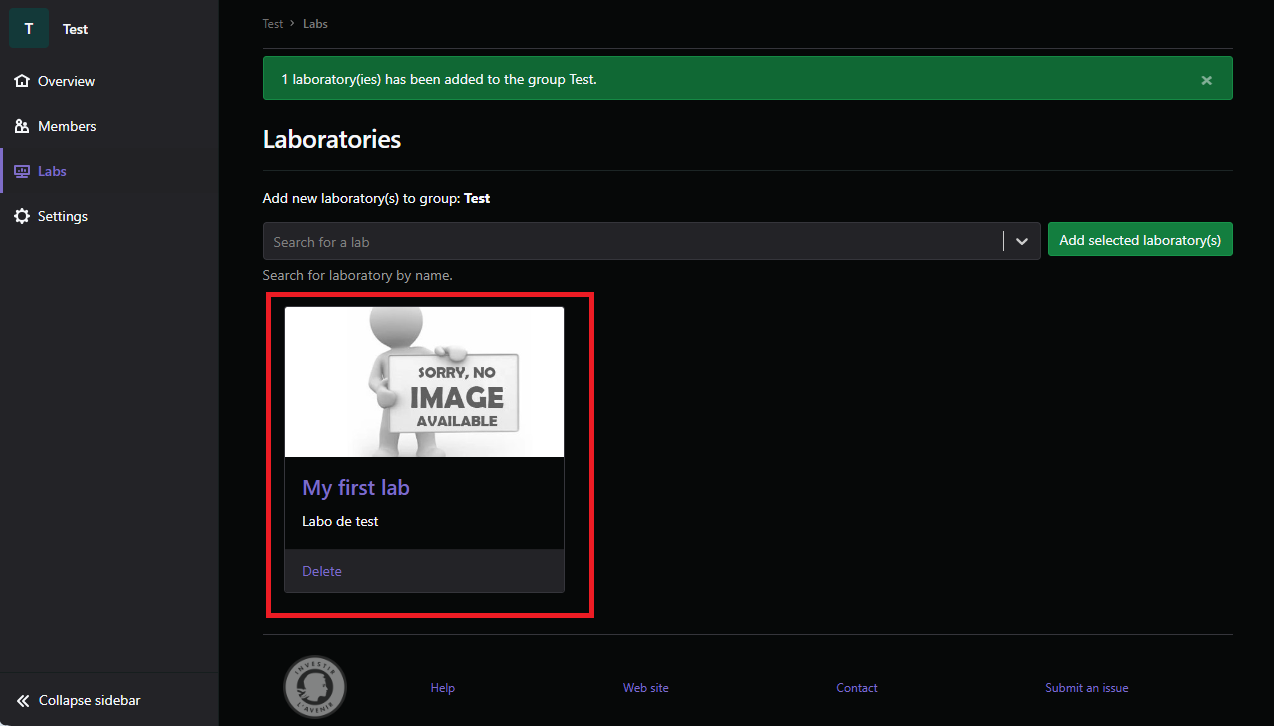 T Test
Overview
Members
Labs
Settings
Collapse sidebar
Test › Labs
1 laboratory(ies) has been added to the group Test.
Laboratories
Add new laboratory(s) to group: Test
Search for a lab
Add selected laboratory(s)
Search for laboratory by name.
SORRY, NO
IMAGE
AVAILABLE
My first lab
Labo de test
Delete
INVESTIR
L'AVENIR
Help
Web site
Contact
Submit an issue